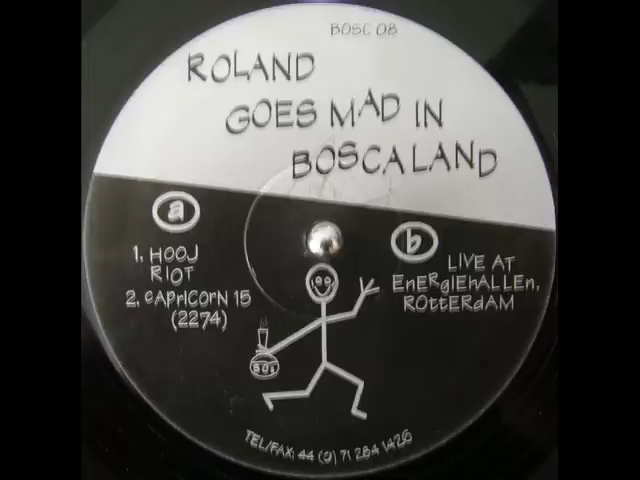 BOSC 08
ROLAND
GOES MAD IN
BOSCALAND
a
1. HOOJ
RIOT
2. cAprICorN 15
(2274)
b
LIVE AT
EnERgIEhALLEn,
ROttERdAM
TEL/FAX: 44 (0) 71 284 1426